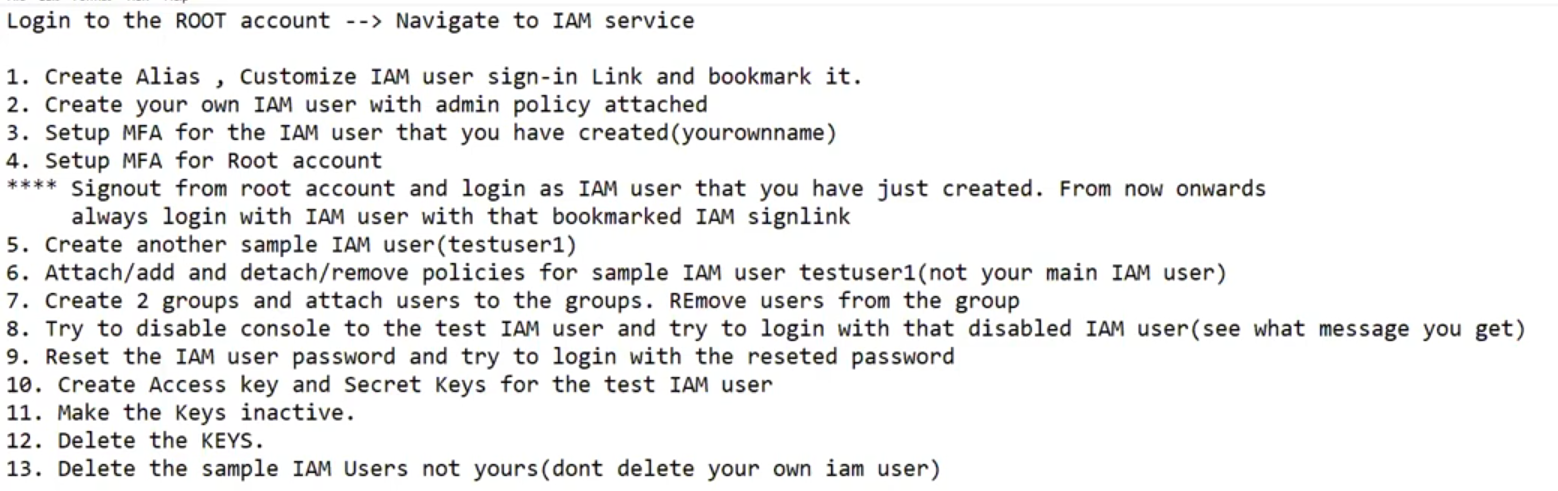 Login to the ROOT account --> Navigate to IAM service
1. Create Alias , Customize IAM user sign-in Link and bookmark it.
2. Create your own IAM user with admin policy attached
3. Setup MFA for the IAM user that you have created(yourownname)
4. Setup MFA for Root account
**** Signout from root account and login as IAM user that you have just created. From now onwards
always login with IAM user with that bookmarked IAM signlink
5. Create another sample IAM user(testuser1)
6. Attach/add and detach/remove policies for sample IAM user testuser1(not your main IAM user)
7. Create 2 groups and attach users to the groups. REmove users from the group
8. Try to disable console to the test IAM user and try to login with that disabled IAM user(see what message you get)
9. Reset the IAM user password and try to login with the reseted password
10. Create Access key and Secret Keys for the test IAM user
11. Make the Keys inactive.
12. Delete the KEYS.
13. Delete the sample IAM Users not yours(dont delete your own iam user)